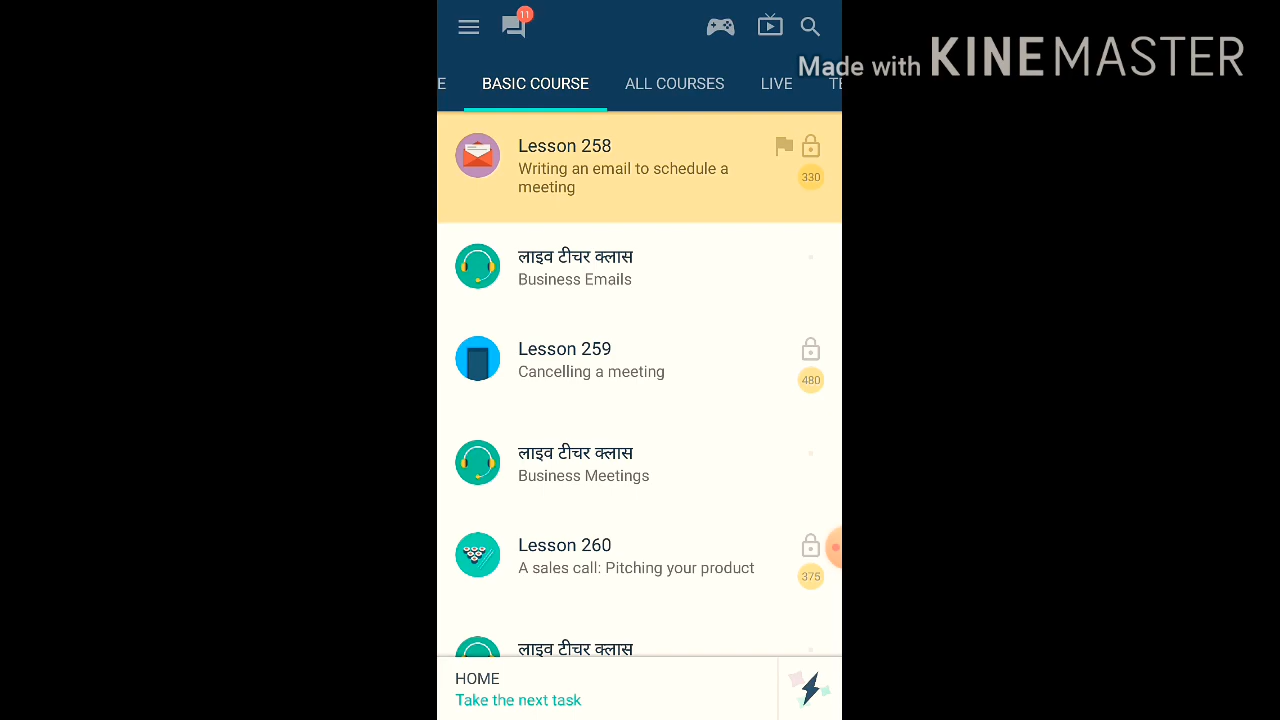 11
Made with KINEMASTER
E BASIC COURSE ALL COURSES LIVE TE
Lesson 258
Writing an email to schedule a
meeting
330
लाइव टीचर क्लास
Business Emails
Lesson 259
Cancelling a meeting
480
लाइव टीचर क्लास
Business Meetings
Lesson 260
A sales call: Pitching your product
375
लाइव टीचर क्लास
HOME
Take the next task